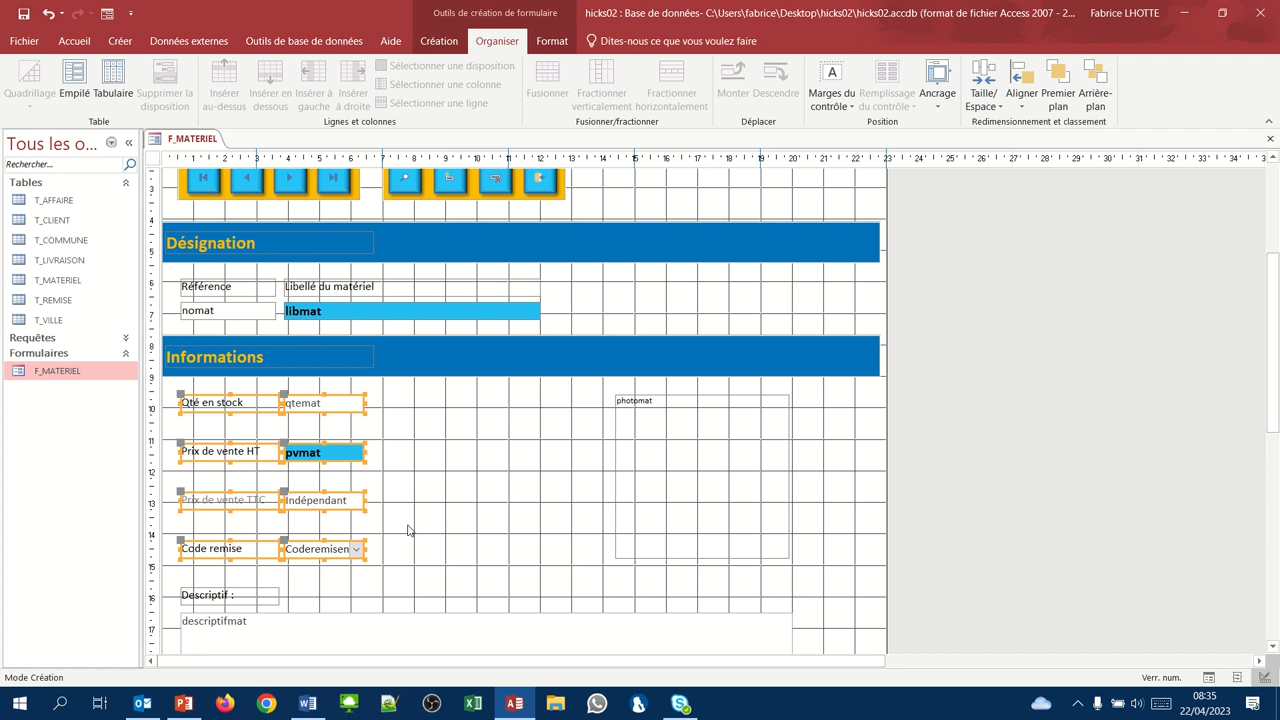 Outils de création de formulaire
hicks02 : Base de données- C:\Users\fabrice\Desktop\hicks02\hicks02.accdb (format de fichier Access 2007 - 2...
Fabrice LHOTTE
Fichier Accueil Créer Données externes Outils de base de données Aide Création Organiser Format Dites-nous ce que vous voulez faire
Quadrillage
Empilé
Tabulaire
Supprimer la disposition
Insérer au-dessus
Insérer en dessous
Insérer à gauche
Insérer à droite
Sélectionner une disposition
Sélectionner une colonne
Sélectionner une ligne
Fusionner
Fractionner verticalement
Fractionner horizontalement
Monter
Descendre
Marges du contrôle
Remplissage du contrôle
Ancrage
Taille/ Espace
Aligner
Premier plan
Arrière- plan
Table
Lignes et colonnes
Fusionner/fractionner
Déplacer
Position
Redimensionnement et classement
Tous les o...
Rechercher...
Tables
T_AFFAIRE
T_CLIENT
T_COMMUNE
T_LIVRAISON
T_MATERIEL
T_REMISE
T_VILLE
Requêtes
Formulaires
F_MATERIEL
F_MATERIEL
Désignation
Référence Libellé du matériel
nomat libmat
Informations
Qté en stock qtemat
photomat
Prix de vente HT pvmat
Prix de vente TTC Indépendant
Code remise Coderemisen
Descriptif :
descriptifmat
Mode Création
Verr. num.
08:35
22/04/2023